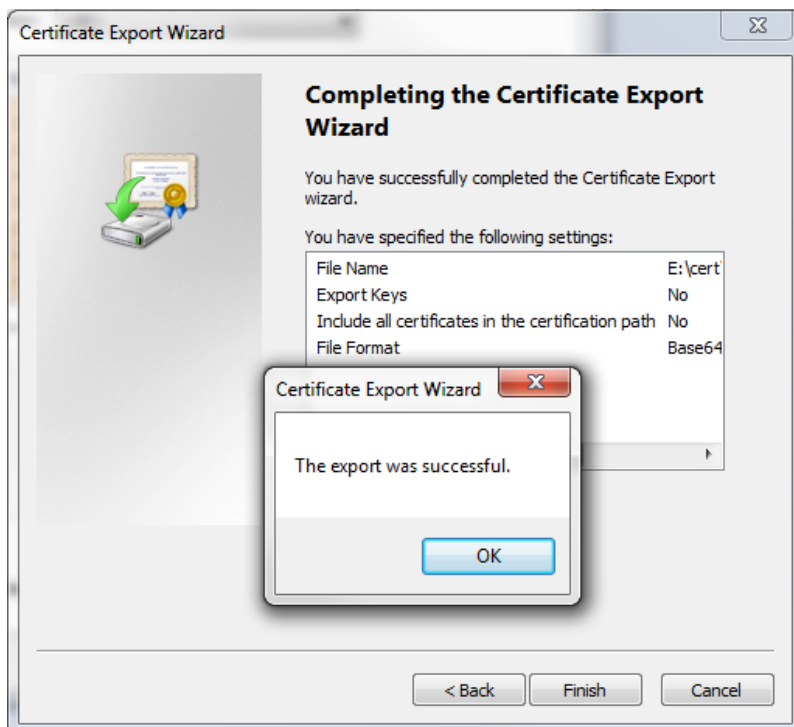 Certificate Export Wizard
Completing the Certificate Export
Wizard
You have successfully completed the Certificate Export
wizard.
You have specified the following settings:
File Name E:\cert\
Export Keys No
Include all certificates in the certification path No
File Format Base64
Certificate Export Wizard
The export was successful.
OK
< Back Finish Cancel